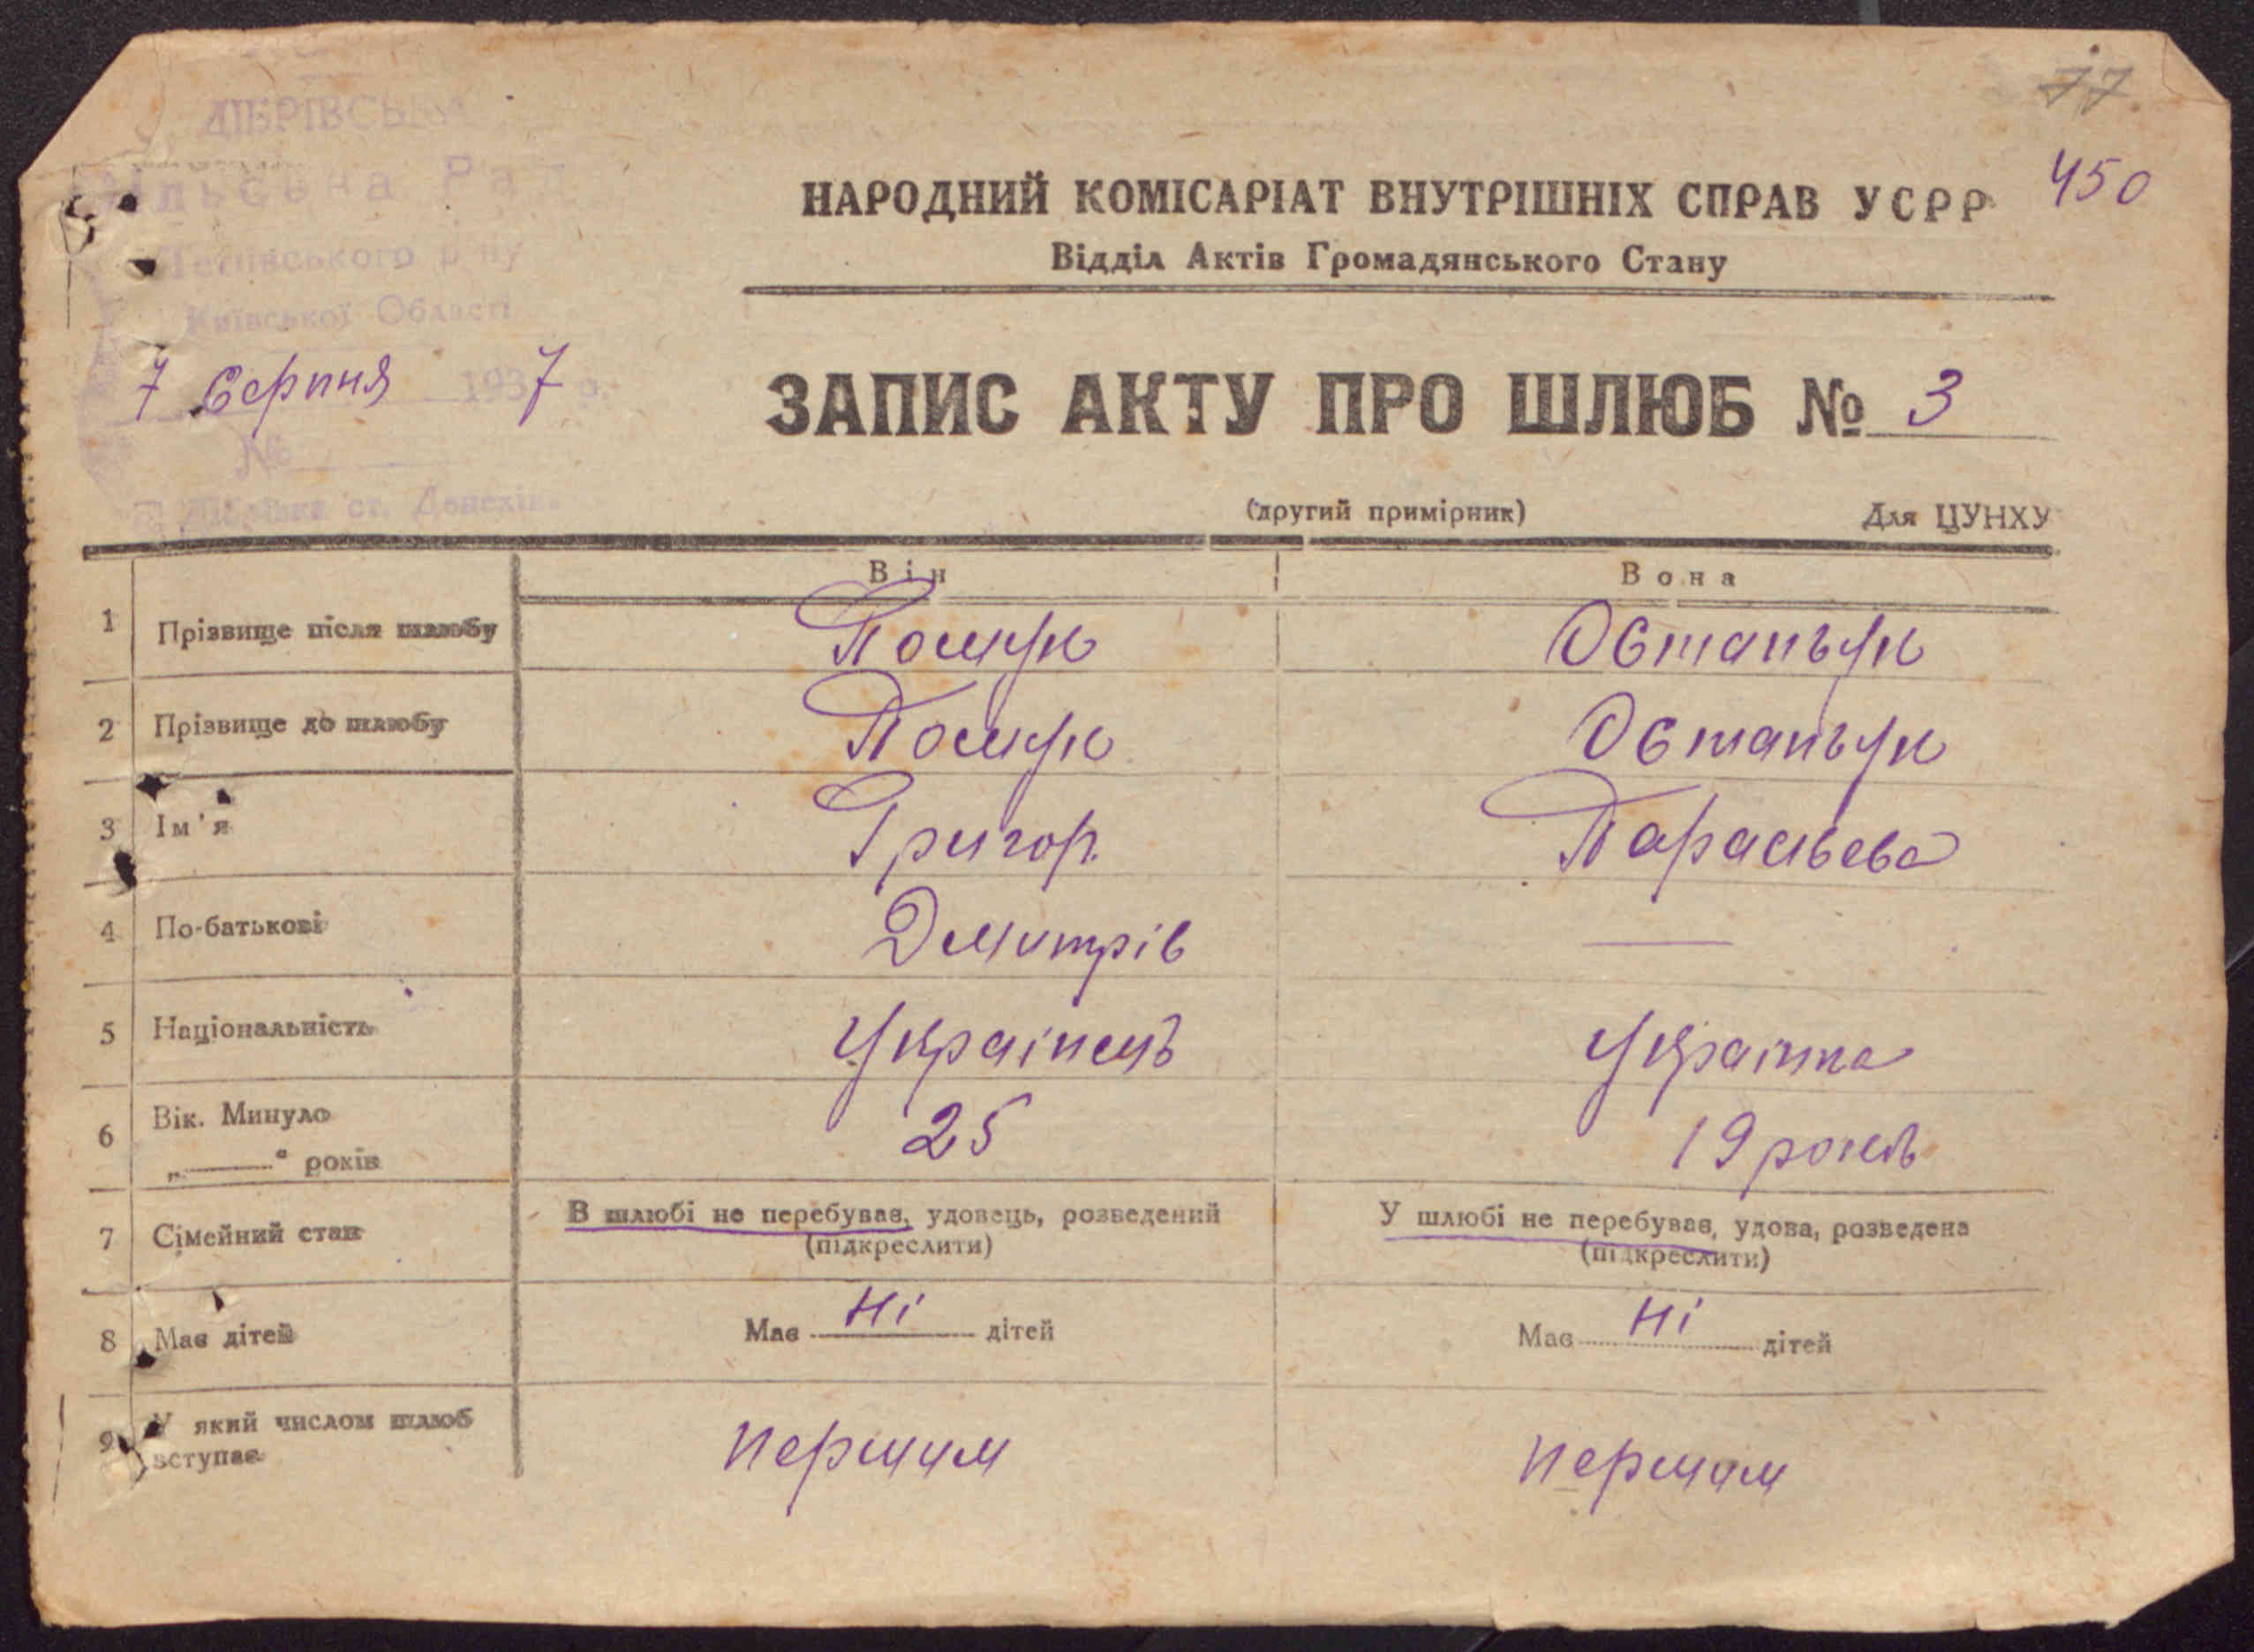 77
450
ДІБРІВСЬКА
Сільська Рада
р-ну
Київської Області
7 Серпня 1937 р.
№
ст.
НАРОДНИЙ КОМІСАРІАТ ВНУТРІШНІХ СПРАВ УСРР
Відділ Актів Громадянського Стану
ЗАПИС АКТУ ПРО ШЛЮБ № 3
(другий примірник) Для ЦУНХУ
Він Вона
1 Прізвище після шлюбу Остапчук
2 Прізвище до шлюбу Остапчук
3 Ім'я Григор.
4 По-батькові Дмитрів —
5 Національність Українець Українка
6 Вік. Минуло 25 19 років
„ —— “ років
7 Сімейний стан В шлюбі не перебував, удовець, розведений У шлюбі не перебував, удова, розведена
(підкреслити) (підкреслити)
8 Має дітей Має Ні дітей Має Ні дітей
9 У який числом шлюб вступає першим першим